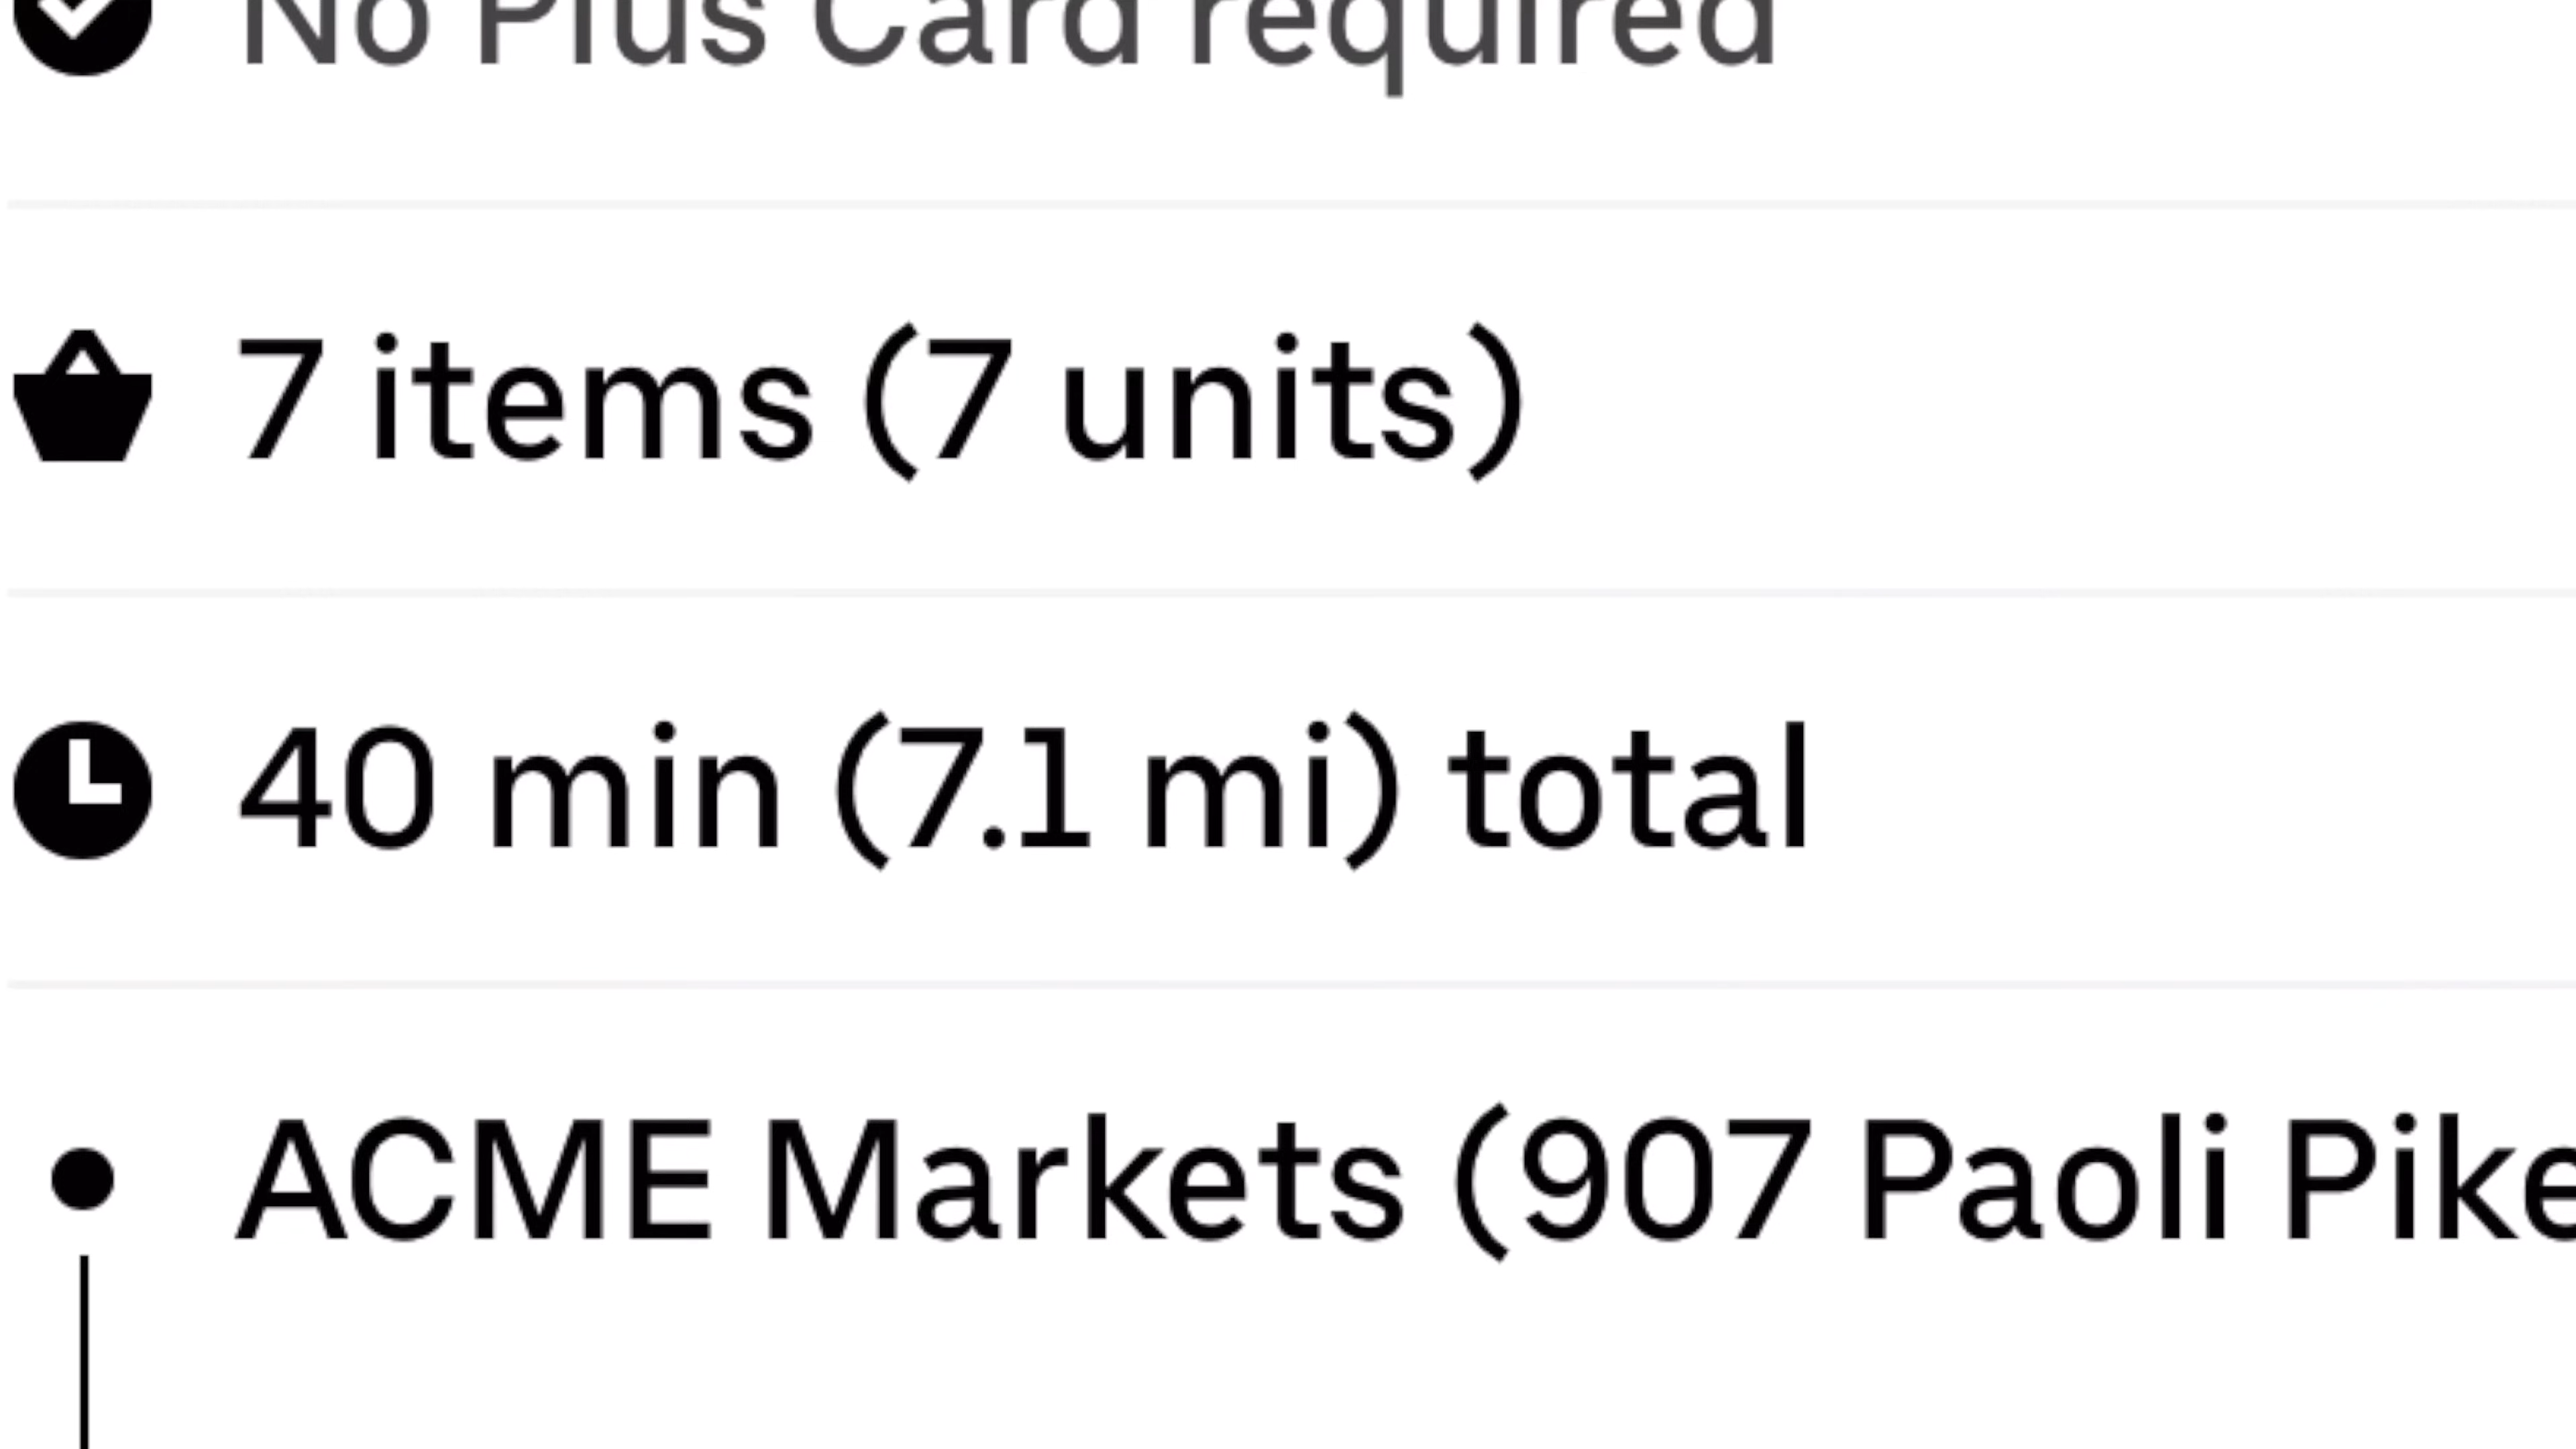 No Plus Card required
7 items (7 units)
40 min (7.1 mi) total
ACME Markets (907 Paoli Pike